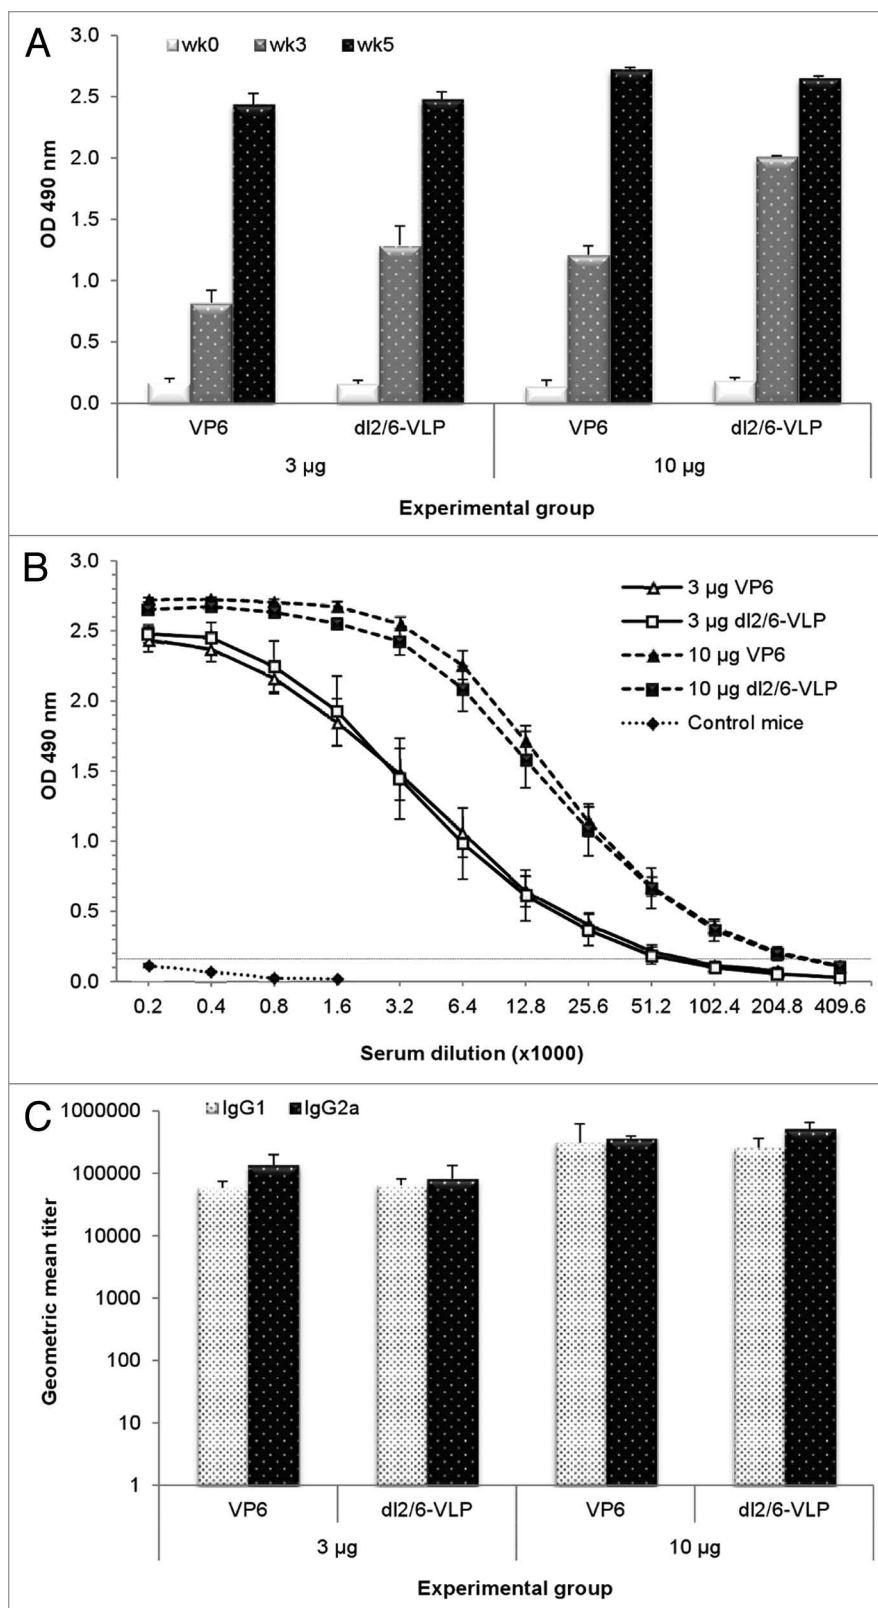 A
wk0 wk3 wk5
3.0
2.5
2.0
1.5
1.0
0.5
0.0
OD 490 nm
VP6 dl2/6-VLP VP6 dl2/6-VLP
3 µg 10 µg
Experimental group
B
3.0
2.5
2.0
1.5
1.0
0.5
0.0
OD 490 nm
3 µg VP6
3 µg dl2/6-VLP
10 µg VP6
10 µg dl2/6-VLP
Control mice
0.2 0.4 0.8 1.6 3.2 6.4 12.8 25.6 51.2 102.4 204.8 409.6
Serum dilution (x1000)
C
IgG1 IgG2a
1000000
100000
10000
1000
100
10
1
Geometric mean titer
VP6 dl2/6-VLP VP6 dl2/6-VLP
3 µg 10 µg
Experimental group